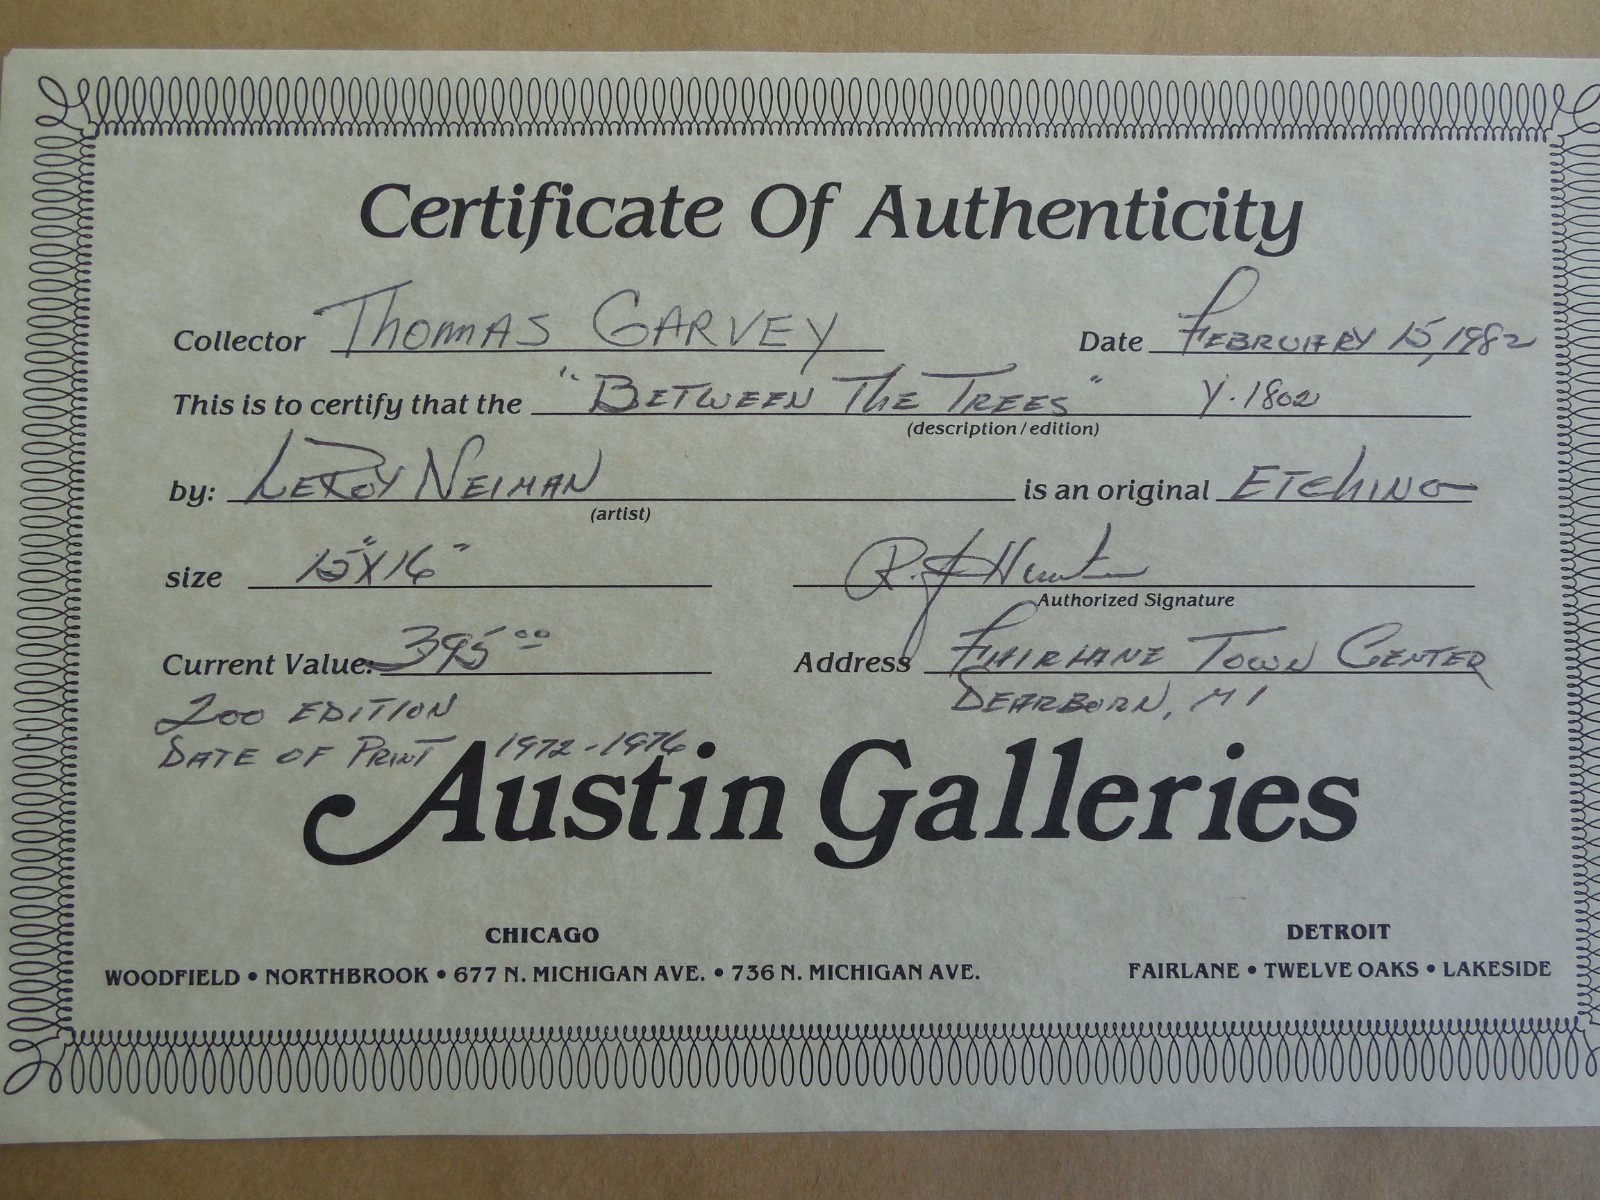 Certificate Of Authenticity
Collector THOMAS GARVEY Date FEBRUARY 15, 1982
This is to certify that the "BETWEEN THE TREES" Y.1802
(description/edition)
by: LEROY NEIMAN is an original ETCHING
(artist)
size 15" X 16" R. J.
Authorized Signature
Current Value: 395.00 Address FAIRLANE TOWN CENTER
200 EDITION DEARBORN, MI
DATE OF PRINT 1972-1976
Austin Galleries
CHICAGO DETROIT
WOODFIELD • NORTHBROOK • 677 N. MICHIGAN AVE. • 736 N. MICHIGAN AVE. FAIRLANE • TWELVE OAKS • LAKESIDE